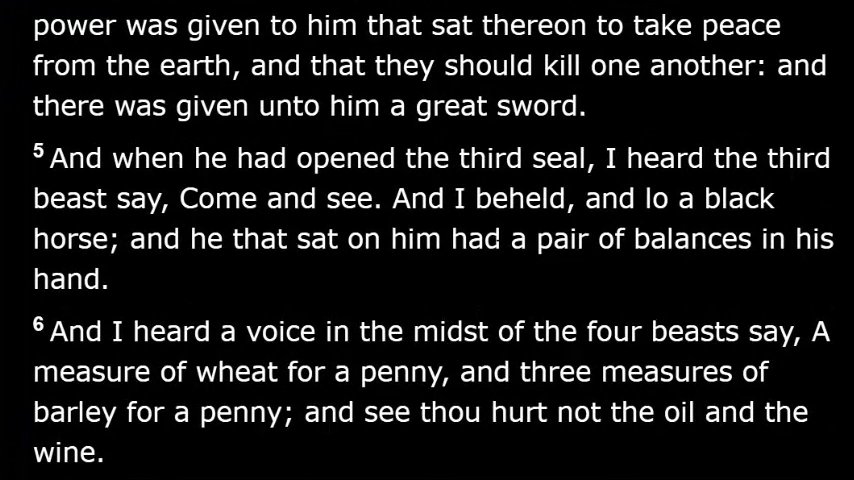 power was given to him that sat thereon to take peace
from the earth, and that they should kill one another: and
there was given unto him a great sword.
5 And when he had opened the third seal, I heard the third
beast say, Come and see. And I beheld, and lo a black
horse; and he that sat on him had a pair of balances in his
hand.
6 And I heard a voice in the midst of the four beasts say, A
measure of wheat for a penny, and three measures of
barley for a penny; and see thou hurt not the oil and the
wine.